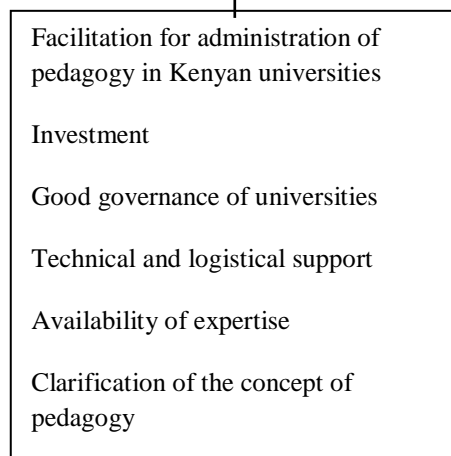 Facilitation for administration of
pedagogy in Kenyan universities
Investment
Good governance of universities
Technical and logistical support
Availability of expertise
Clarification of the concept of
pedagogy